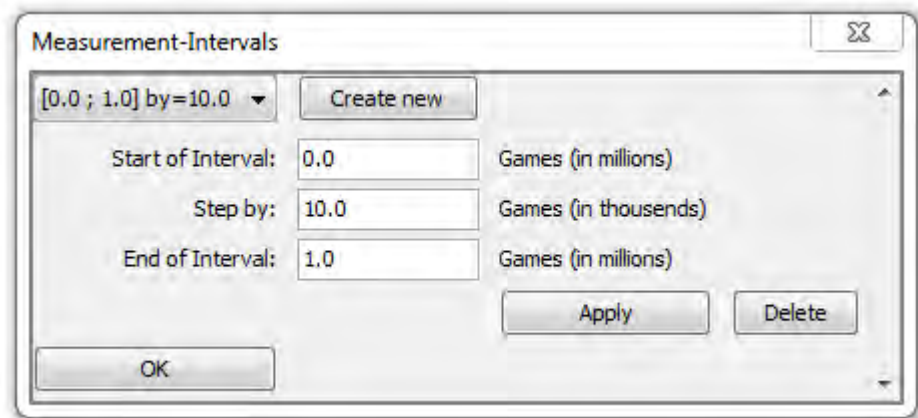 Measurement-Intervals
[0.0 ; 1.0] by=10.0 Create new
Start of Interval: 0.0 Games (in millions)
Step by: 10.0 Games (in thousends)
End of Interval: 1.0 Games (in millions)
Apply Delete
OK